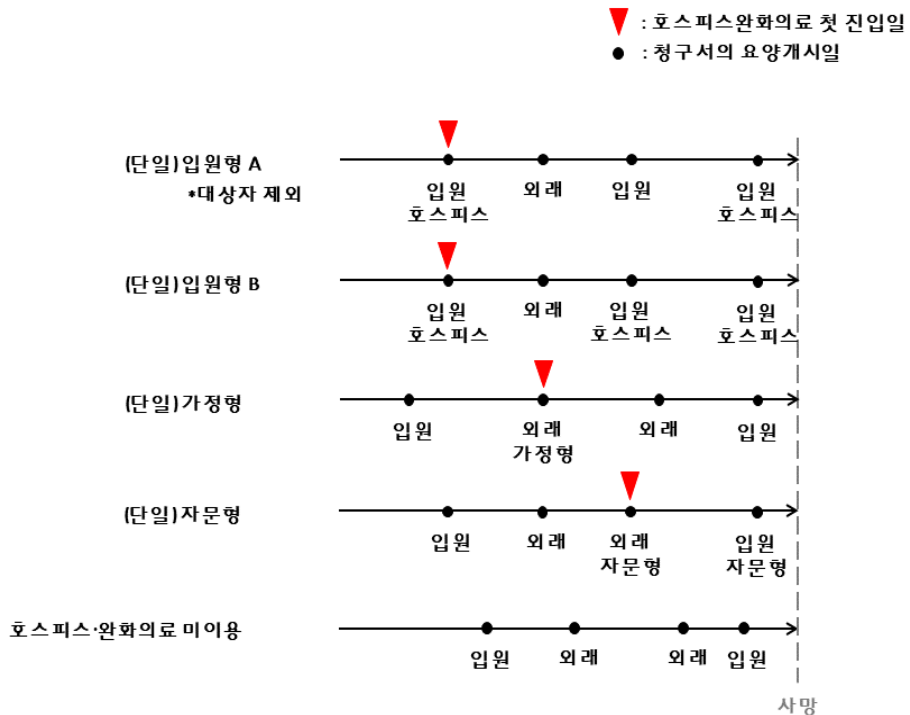 : 호스피스완화의료 첫 진입일
: 청구서의 요양개시일
(단일)입원형 A
*대상자 제외
입원 외래 입원 입원
호스피스 호스피스
(단일)입원형 B
입원 외래 입원 입원
호스피스 호스피스 호스피스
(단일)가정형
입원 외래 외래 입원
가정형
(단일)자문형
입원 외래 외래 입원
자문형 자문형
호스피스·완화의료 미이용
입원 외래 외래 입원
사망